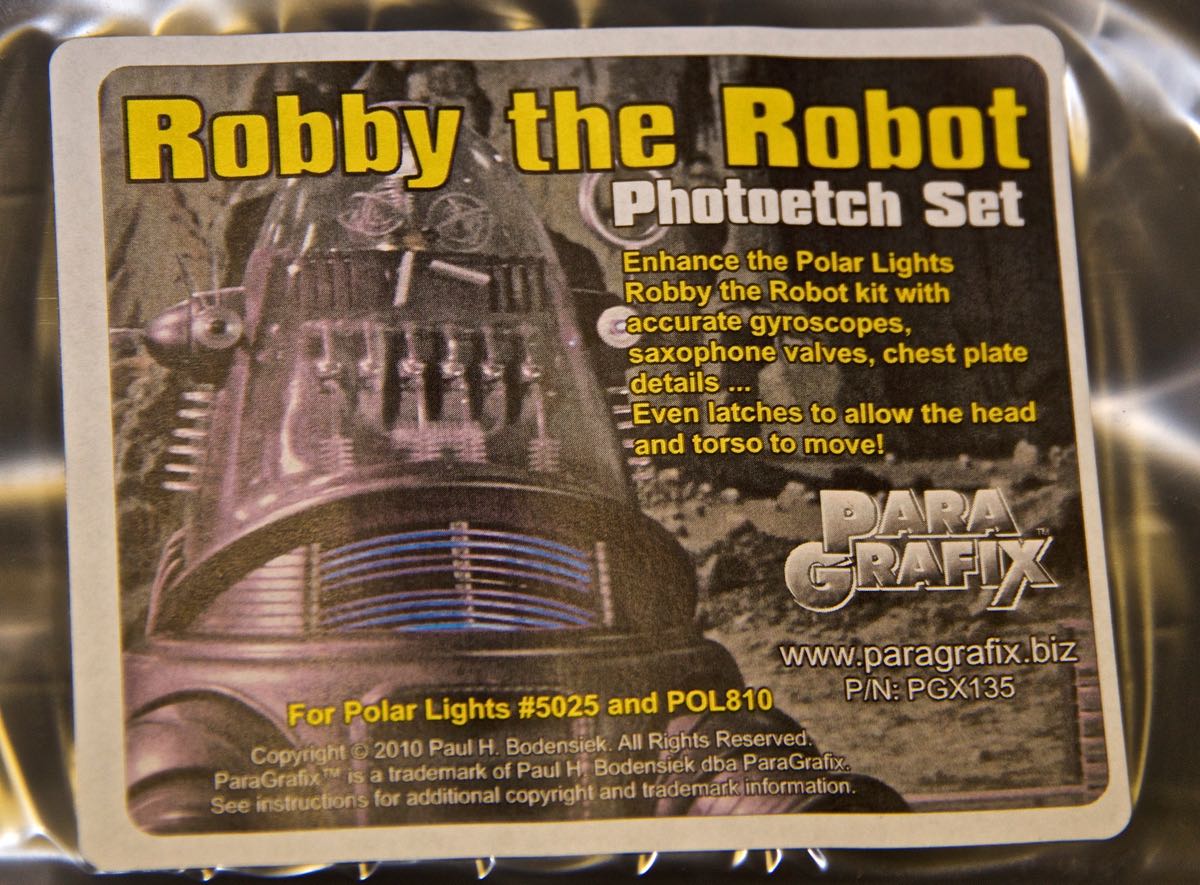 Robby the Robot
Photoetch Set
Enhance the Polar Lights
Robby the Robot kit with
accurate gyroscopes,
saxophone valves, chest plate
details ...
Even latches to allow the head
and torso to move!
PARA
GRAFIX™
www.paragrafix.biz
P/N: PGX135
For Polar Lights #5025 and POL810
Copyright © 2010 Paul H. Bodensiek. All Rights Reserved.
ParaGrafix™ is a trademark of Paul H. Bodensiek dba ParaGrafix.
See instructions for additional copyright and trademark information.